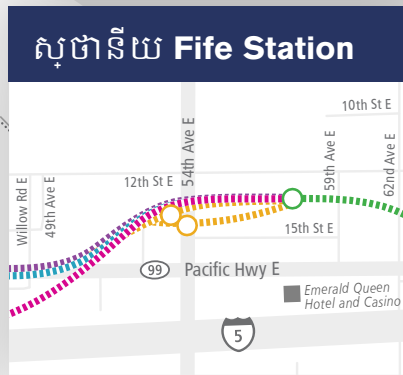 ស្ថានីយ Fife Station
10th St E
54th Ave E
59th Ave E
62nd Ave E
12th St E
Willow Rd E
49th Ave E
15th St E
99 Pacific Hwy E
Emerald Queen
Hotel and Casino
5